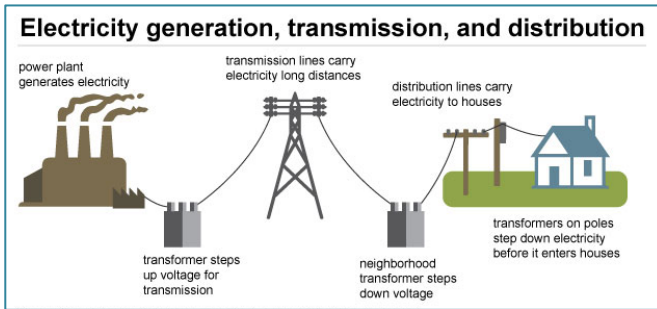 Electricity generation, transmission, and distribution
power plant
generates electricity
transmission lines carry
electricity long distances
distribution lines carry
electricity to houses
transformer steps
up voltage for
transmission
neighborhood
transformer steps
down voltage
transformers on poles
step down electricity
before it enters houses